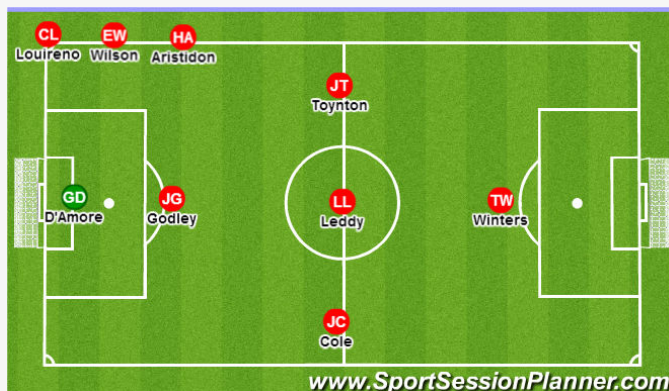 CL EW HA
Louireno Wilson Aristidon
JT
Toynton
GD JG LL TW
D'Amore Godley Leddy Winters
JC
Cole
www.SportSessionPlanner.com